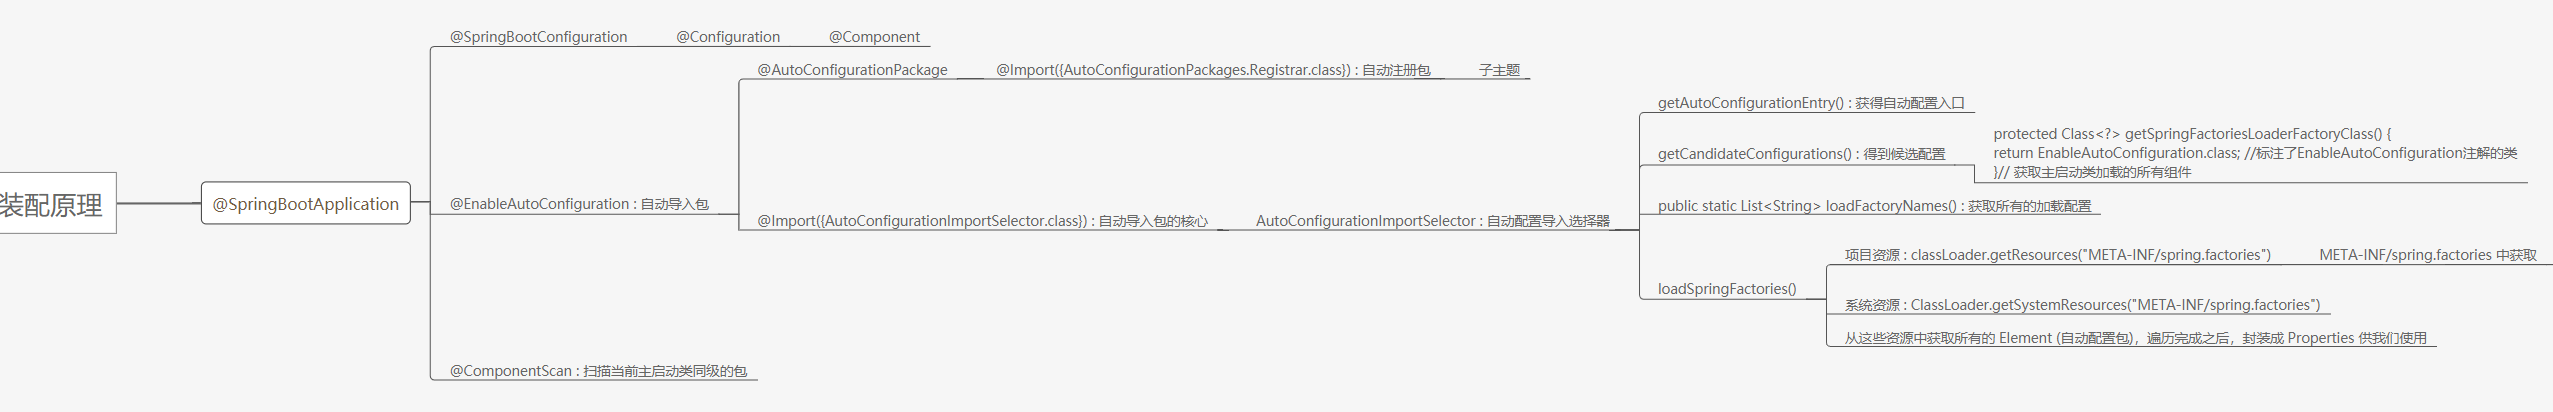 装配原理
@SpringBootApplication
@SpringBootConfiguration
@Configuration
@Component
@EnableAutoConfiguration : 自动导入包
@AutoConfigurationPackage
@Import({AutoConfigurationPackages.Registrar.class}) : 自动注册包
子主题
@Import({AutoConfigurationImportSelector.class}) : 自动导入包的核心
AutoConfigurationImportSelector : 自动配置导入选择器
getAutoConfigurationEntry() : 获得自动配置入口
getCandidateConfigurations() : 得到候选配置
protected Class<?> getSpringFactoriesLoaderFactoryClass() {
return EnableAutoConfiguration.class; //标注了EnableAutoConfiguration注解的类
}// 获取主启动类加载的所有组件
public static List<String> loadFactoryNames() : 获取所有的加载配置
loadSpringFactories()
项目资源 : classLoader.getResources("META-INF/spring.factories")
META-INF/spring.factories 中获取
系统资源 : ClassLoader.getSystemResources("META-INF/spring.factories")
从这些资源中获取所有的 Element (自动配置包)，遍历完成之后，封装成 Properties 供我们使用
@ComponentScan : 扫描当前主启动类同级的包